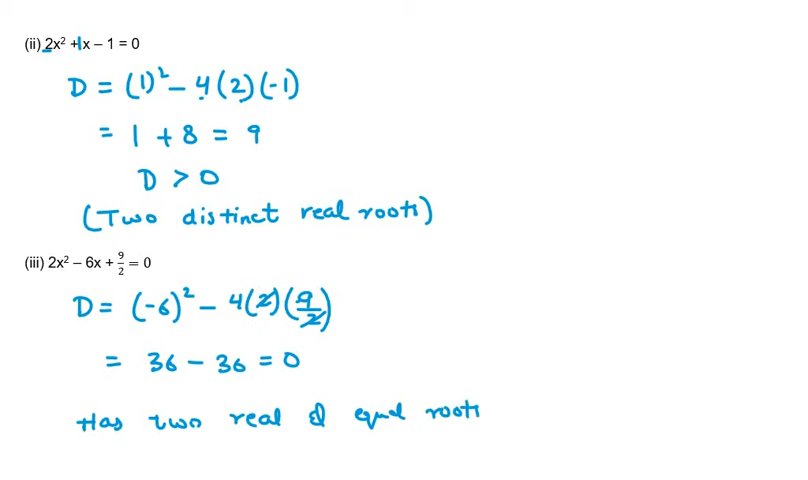 (ii) 2x² + 1x – 1 = 0
D = (1)² – 4(2)(-1)
= 1 + 8 = 9
D > 0
(Two distinct real roots)
(iii) 2x² – 6x + 9/2 = 0
D = (-6)² – 4(2)(9/2)
= 36 – 36 = 0
Has two real & equal roots